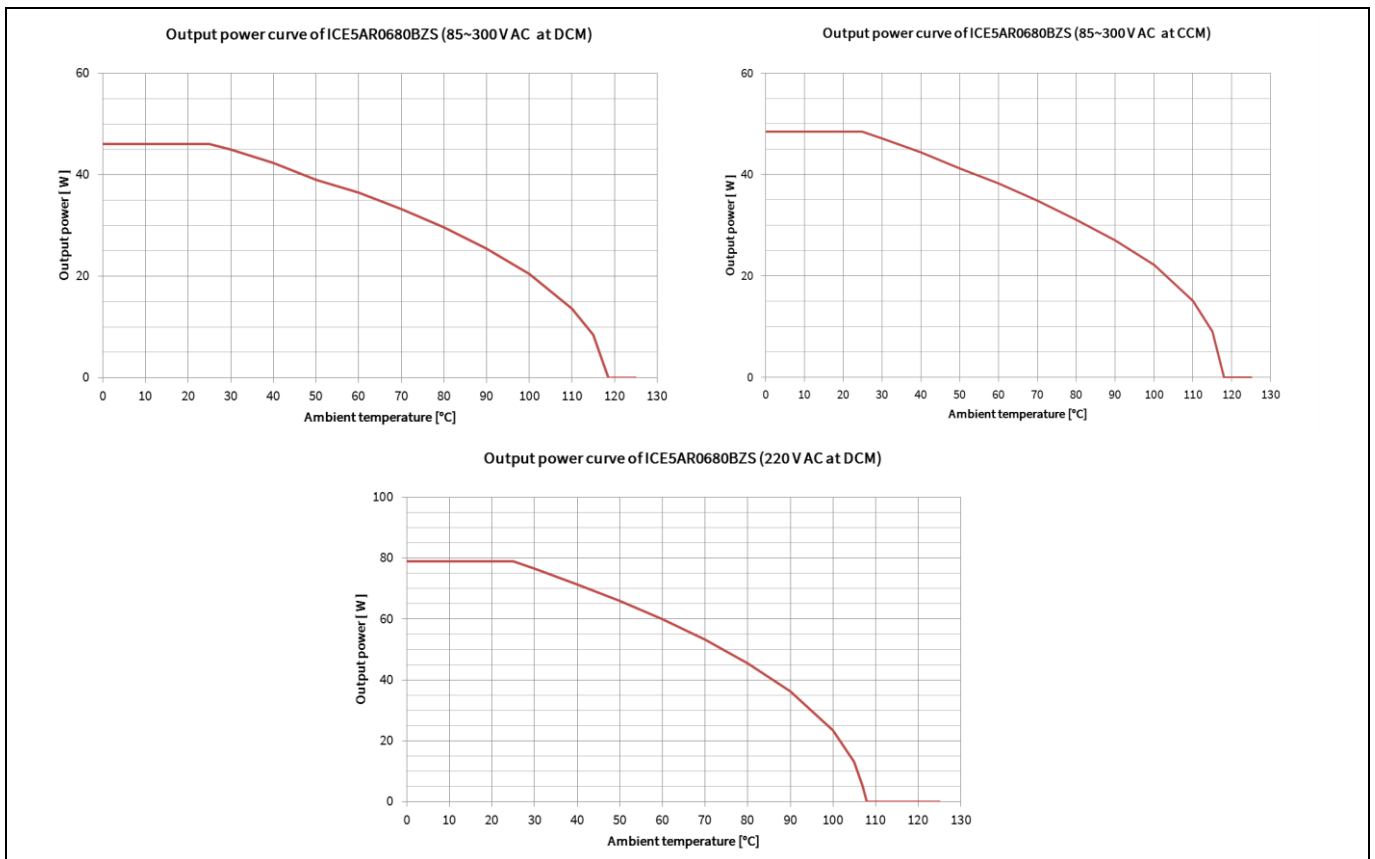 Output power curve of ICE5AR0680BZS (85~300 V AC at DCM)
60
40
20
0
Output power [ W]
0 10 20 30 40 50 60 70 80 90 100 110 120 130
Ambient temperature [°C]
Output power curve of ICE5AR0680BZS (85~300 V AC at CCM)
60
40
20
0
Output power [ W]
0 10 20 30 40 50 60 70 80 90 100 110 120 130
Ambient temperature [°C]
Output power curve of ICE5AR0680BZS (220 V AC at DCM)
100
80
60
40
20
0
Output power [ W]
0 10 20 30 40 50 60 70 80 90 100 110 120 130
Ambient temperature [°C]